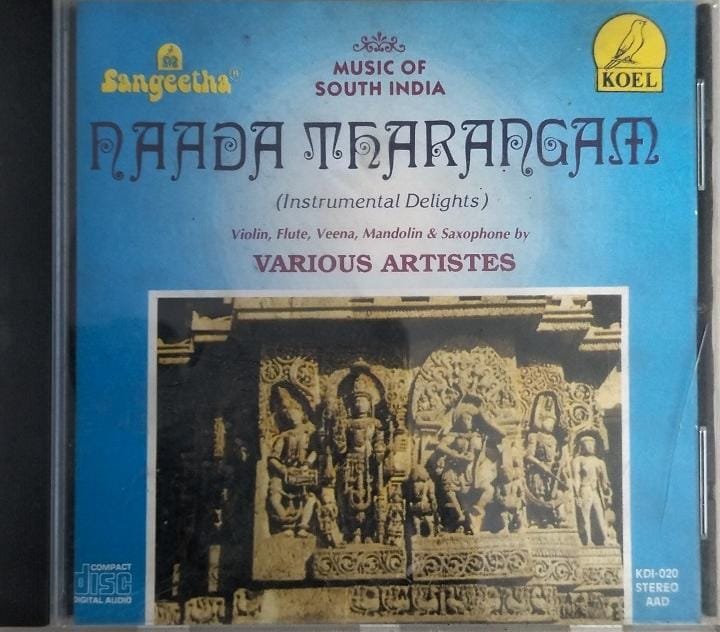 Sangeetha®
MUSIC OF
SOUTH INDIA
KOEL
NAADA THARANGAM
(Instrumental Delights)
Violin, Flute, Veena, Mandolin & Saxophone by
VARIOUS ARTISTES
COMPACT
disc
DIGITAL AUDIO
KDI-020
STEREO
AAD